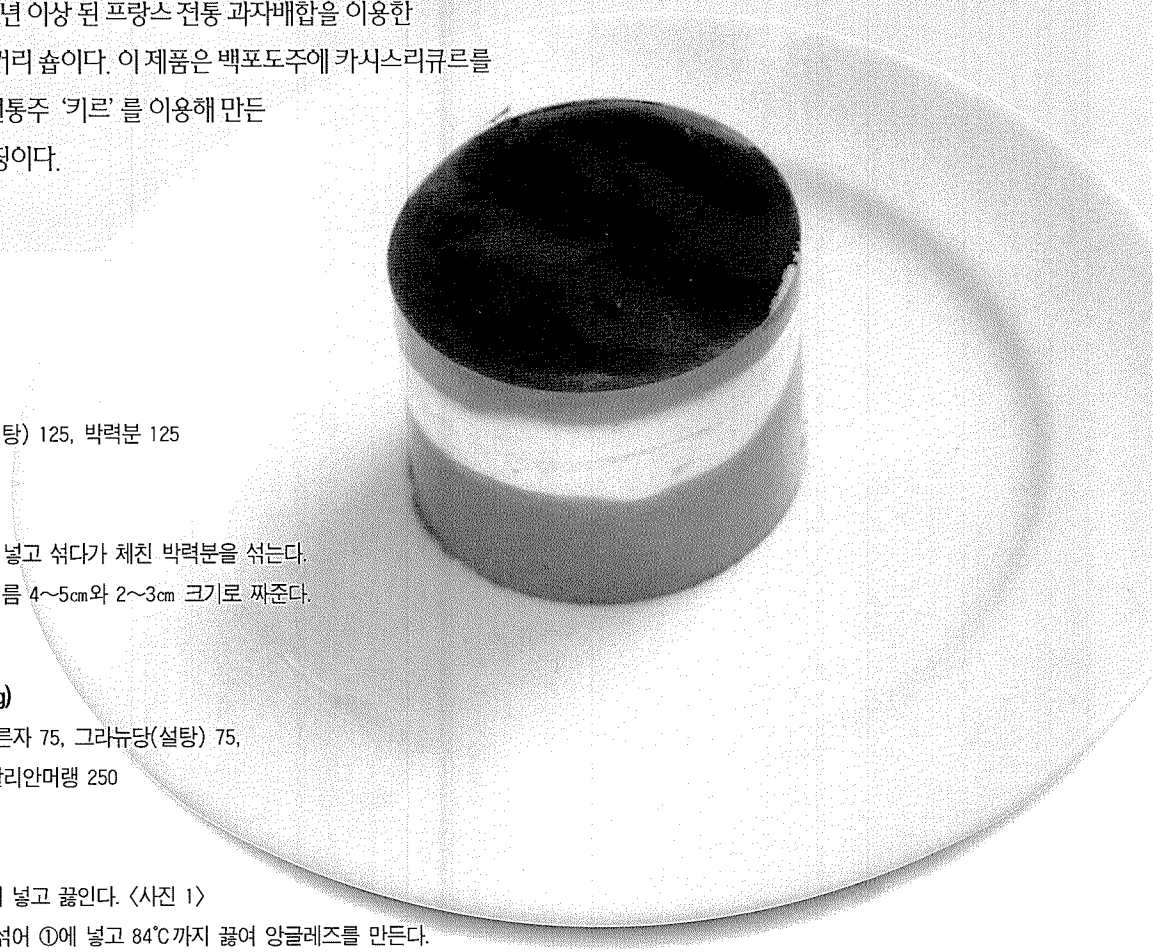 년 이상 된 프랑스 전통 과자배합을 이용한
숍이다. 이 제품은 백포도주에 카시스리큐르를
'키르' 를 이용해 만든
이다.
탕) 125, 박력분 125
넣고 섞다가 체친 박력분을 섞는다.
름 4~5cm와 2~3cm 크기로 짜준다.
g)
른자 75, 그라뉴당(설탕) 75,
리안머랭 250
넣고 끓인다. 〈사진 1〉
섞어 ①에 넣고 84℃까지 끓여 앙글레즈를 만든다.